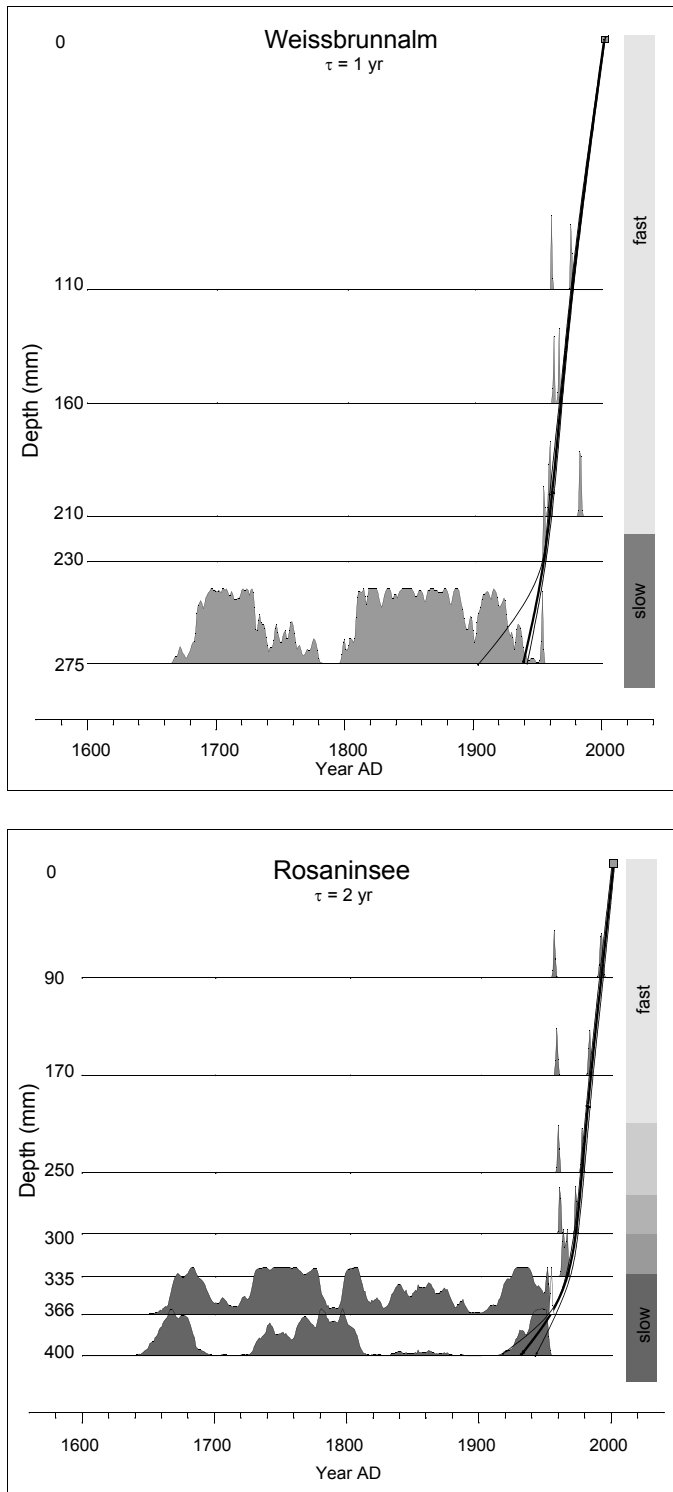 Weissbrunnalm
τ = 1 yr
0
110
160
210
230
275
Depth (mm)
fast
slow
1600 1700 1800 1900 2000
Year AD
Rosaninsee
τ = 2 yr
0
90
170
250
300
335
366
400
Depth (mm)
fast
slow
1600 1700 1800 1900 2000
Year AD